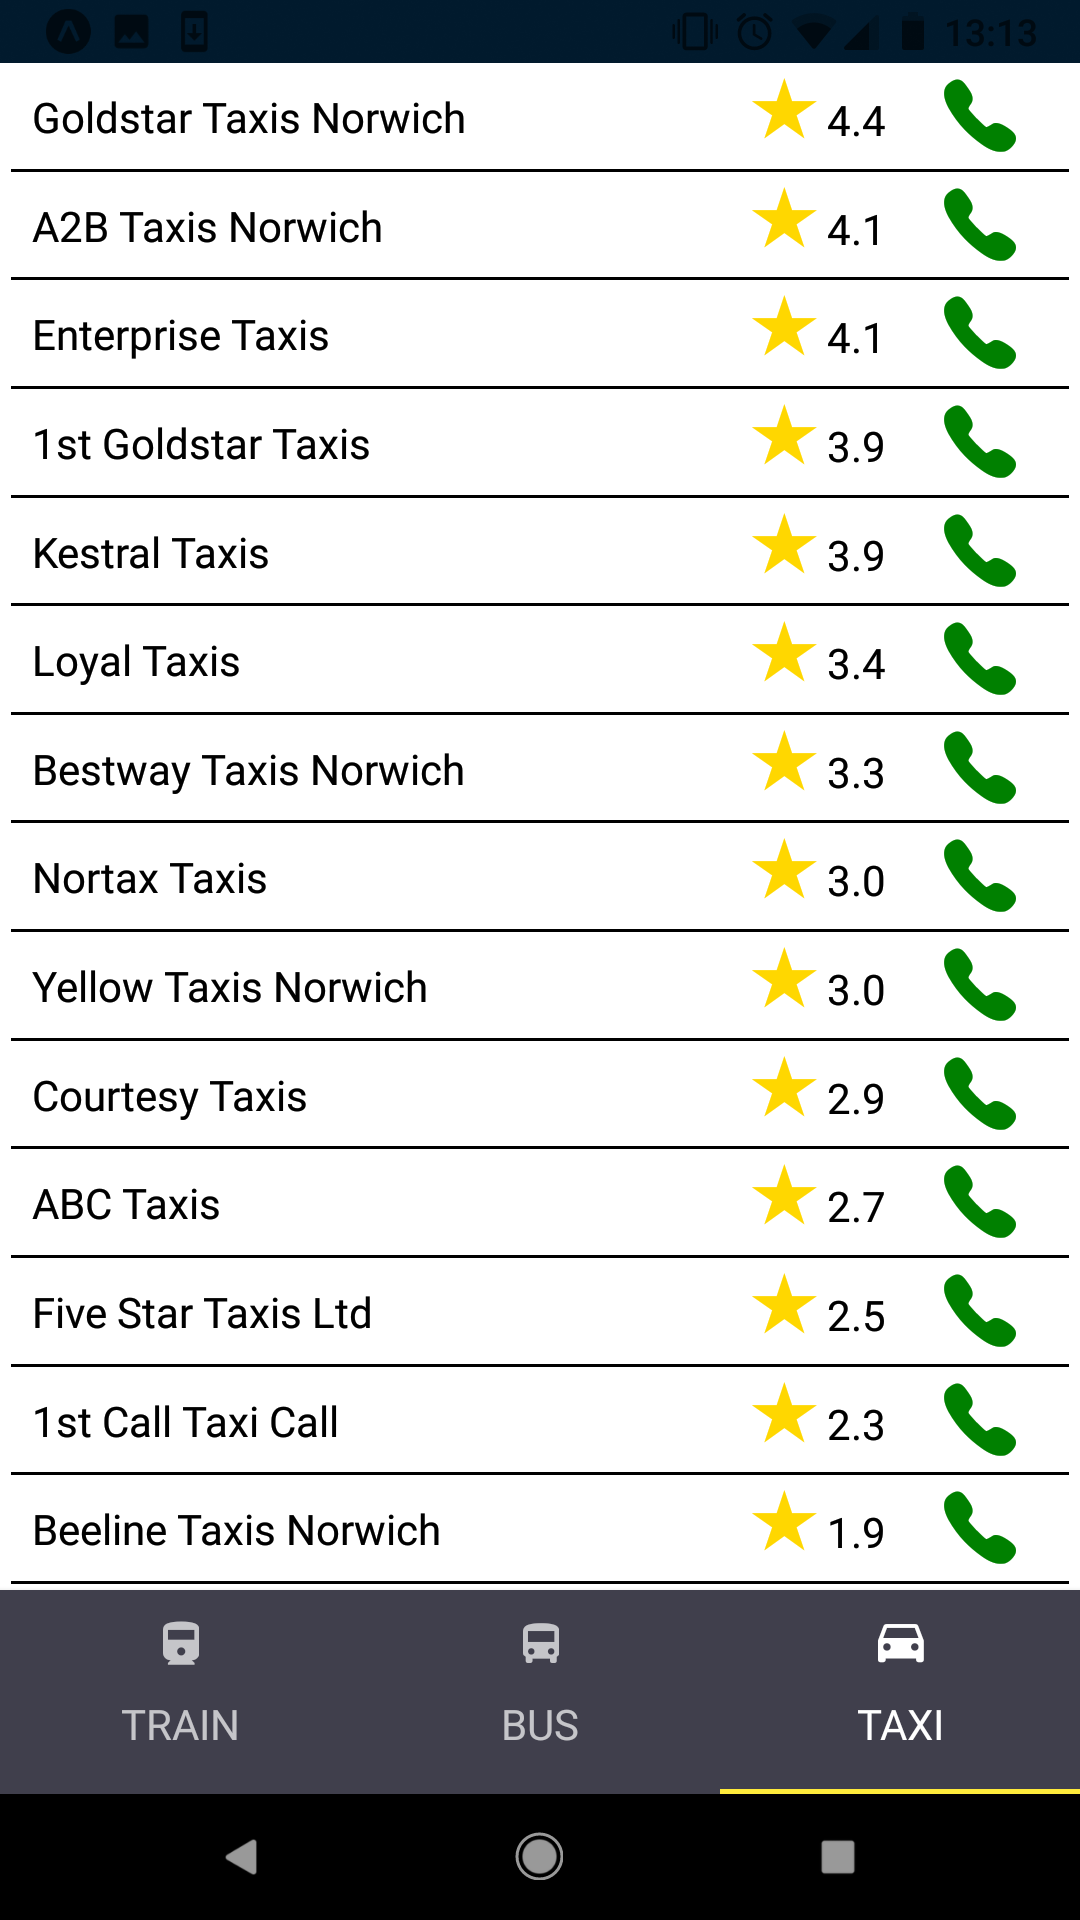 13:13
Goldstar Taxis Norwich 4.4
A2B Taxis Norwich 4.1
Enterprise Taxis 4.1
1st Goldstar Taxis 3.9
Kestral Taxis 3.9
Loyal Taxis 3.4
Bestway Taxis Norwich 3.3
Nortax Taxis 3.0
Yellow Taxis Norwich 3.0
Courtesy Taxis 2.9
ABC Taxis 2.7
Five Star Taxis Ltd 2.5
1st Call Taxi Call 2.3
Beeline Taxis Norwich 1.9
TRAIN BUS TAXI